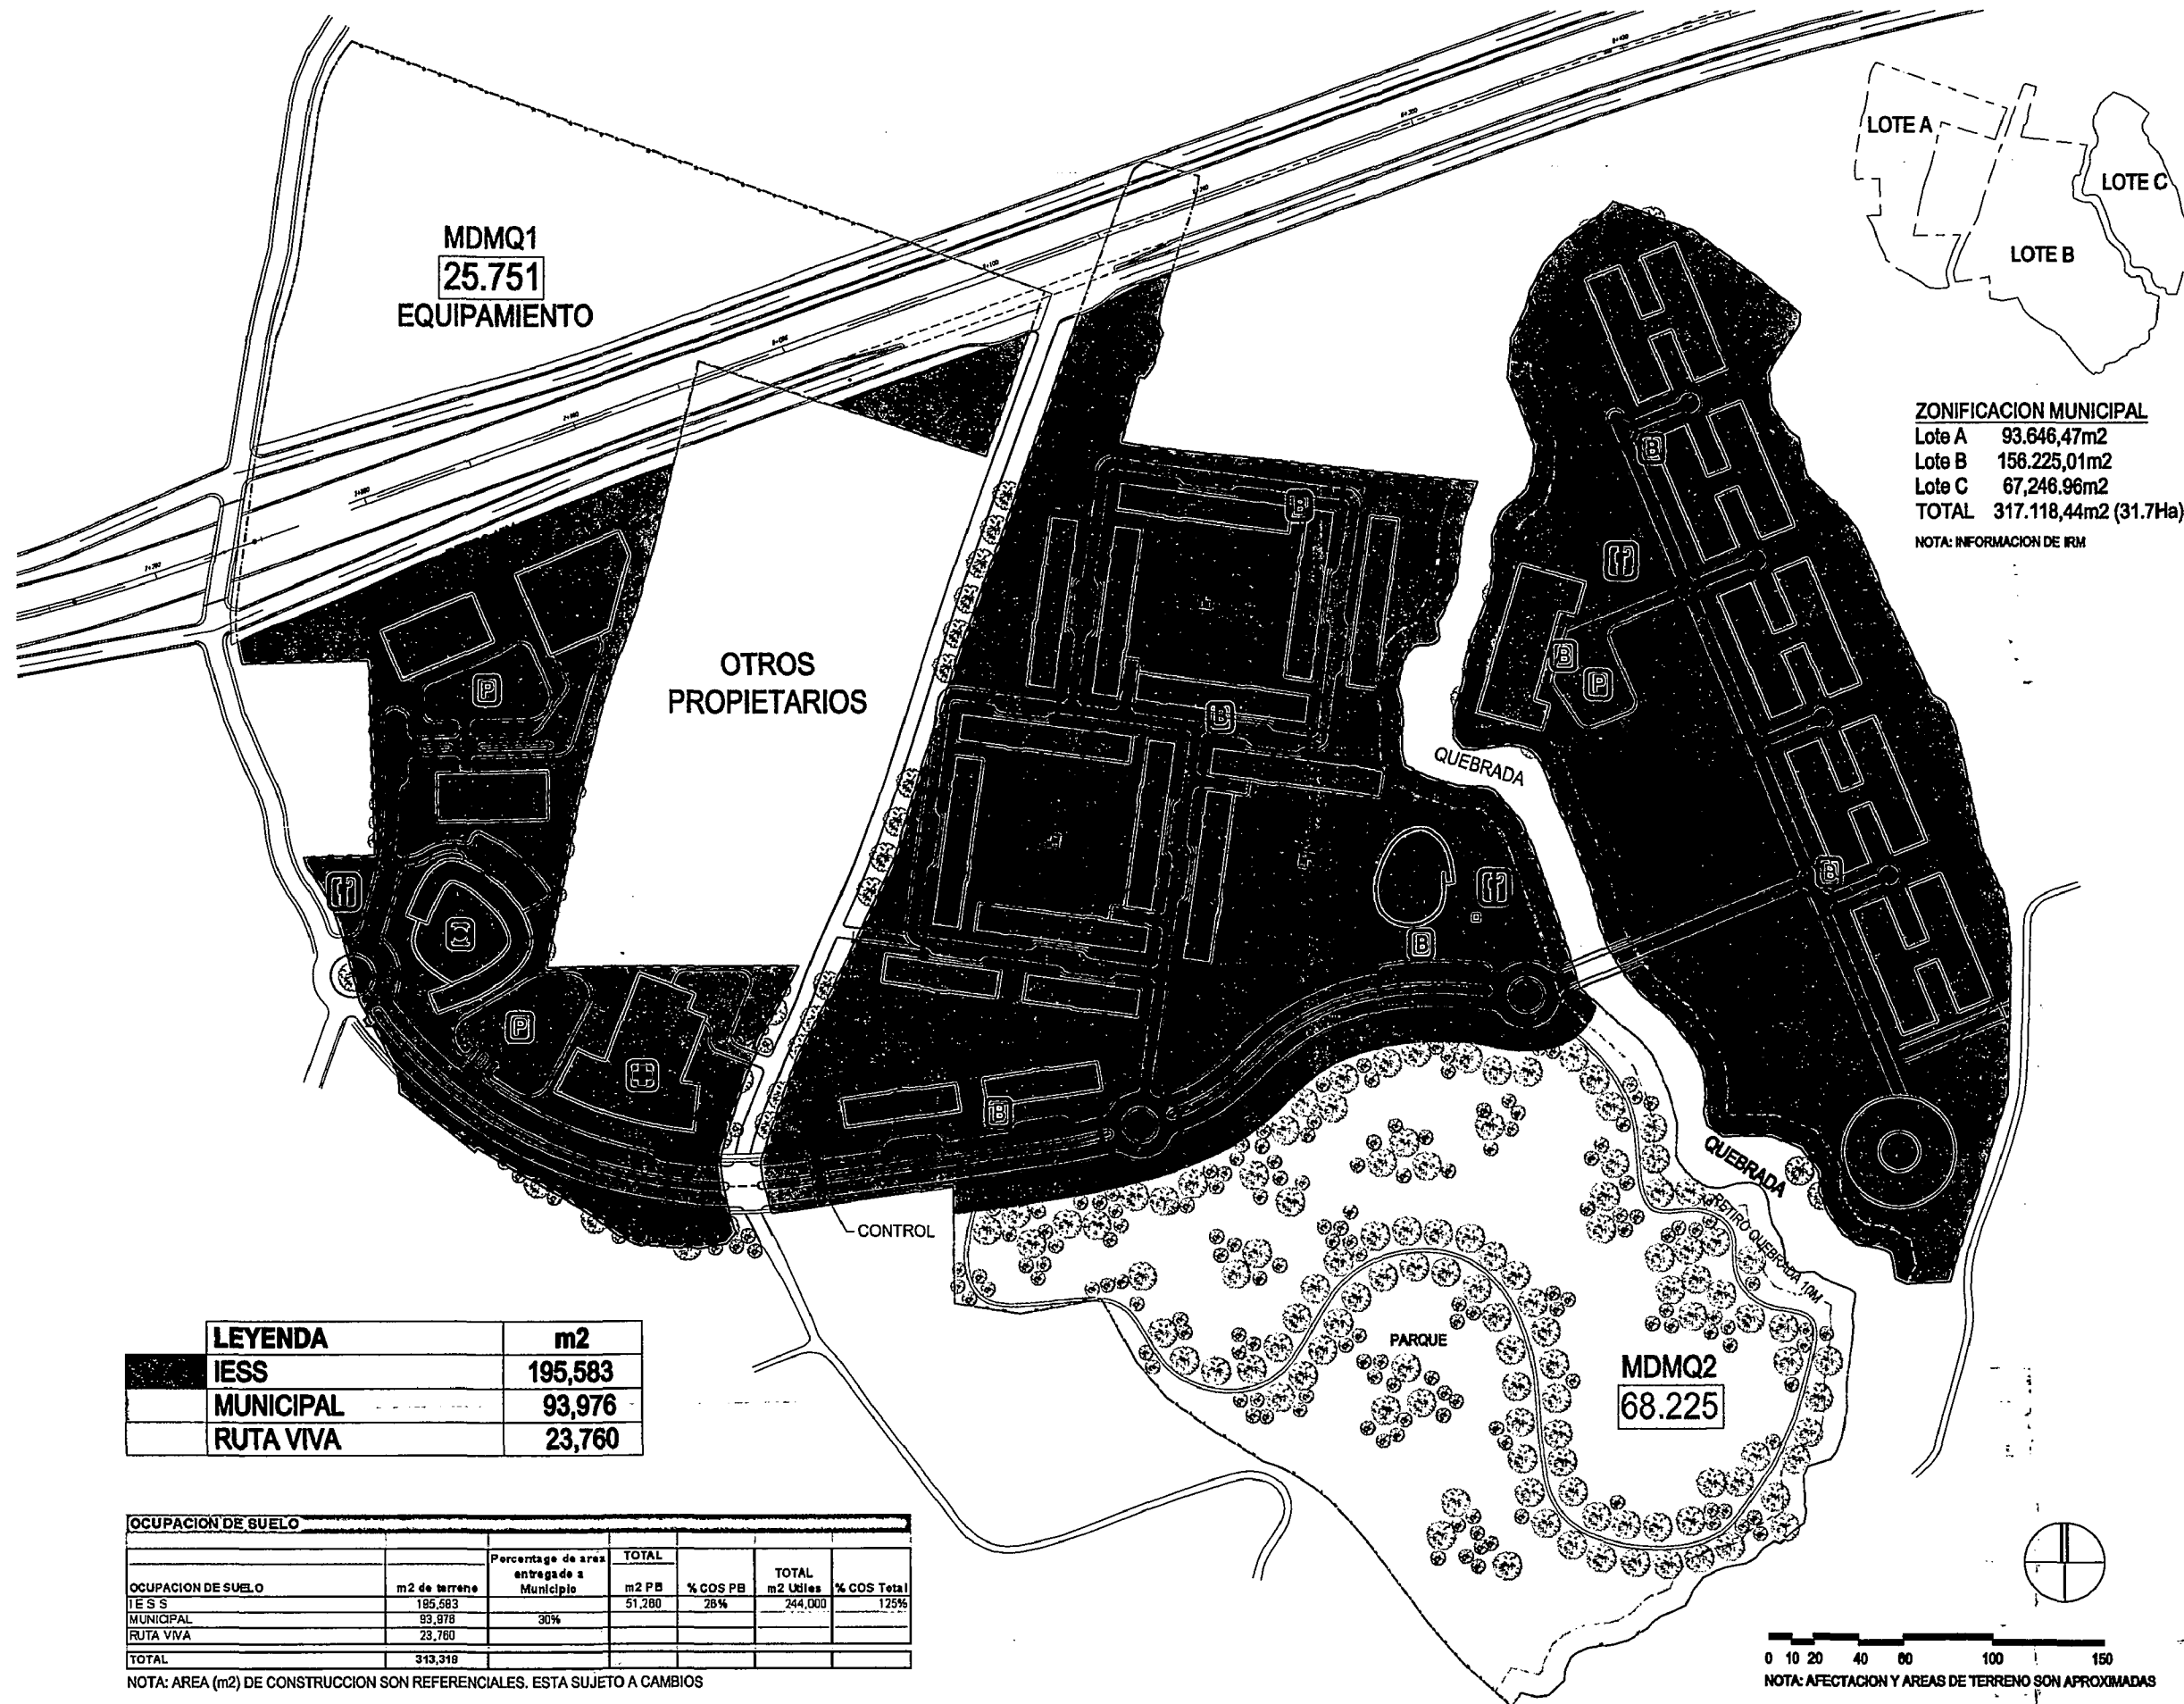 MDMQ1
25.751
EQUIPAMIENTO
LOTE A
LOTE C
LOTE B
ZONIFICACION MUNICIPAL
Lote A 93.646,47m2
Lote B 156.225,01m2
Lote C 67,246.96m2
TOTAL 317.118,44m2 (31.7Ha)
NOTA: INFORMACION DE IRM
OTROS
PROPIETARIOS
B
B
B
B
P
P
B
QUEBRADA
B
B
P
B
QUEBRADA
RETIRO QUEBRADA 10M
CONTROL
PARQUE
MDMQ2
68.225
LEYENDA m2
IESS 195,583
MUNICIPAL 93,976
RUTA VIVA 23,760
OCUPACION DE SUELO
OCUPACION DE SUELO m2 de terreno Percentage de area entregade a Municipio TOTAL m2 PB % COS PB TOTAL m2 Utiles % COS Total
I E S S 195,583 51,280 26% 244,000 125%
MUNICIPAL 93,976 30%
RUTA VIVA 23,760
TOTAL 313,319
NOTA: AREA (m2) DE CONSTRUCCION SON REFERENCIALES. ESTA SUJETO A CAMBIOS
0 10 20 40 60 100 150
NOTA: AFECTACION Y AREAS DE TERRENO SON APROXIMADAS